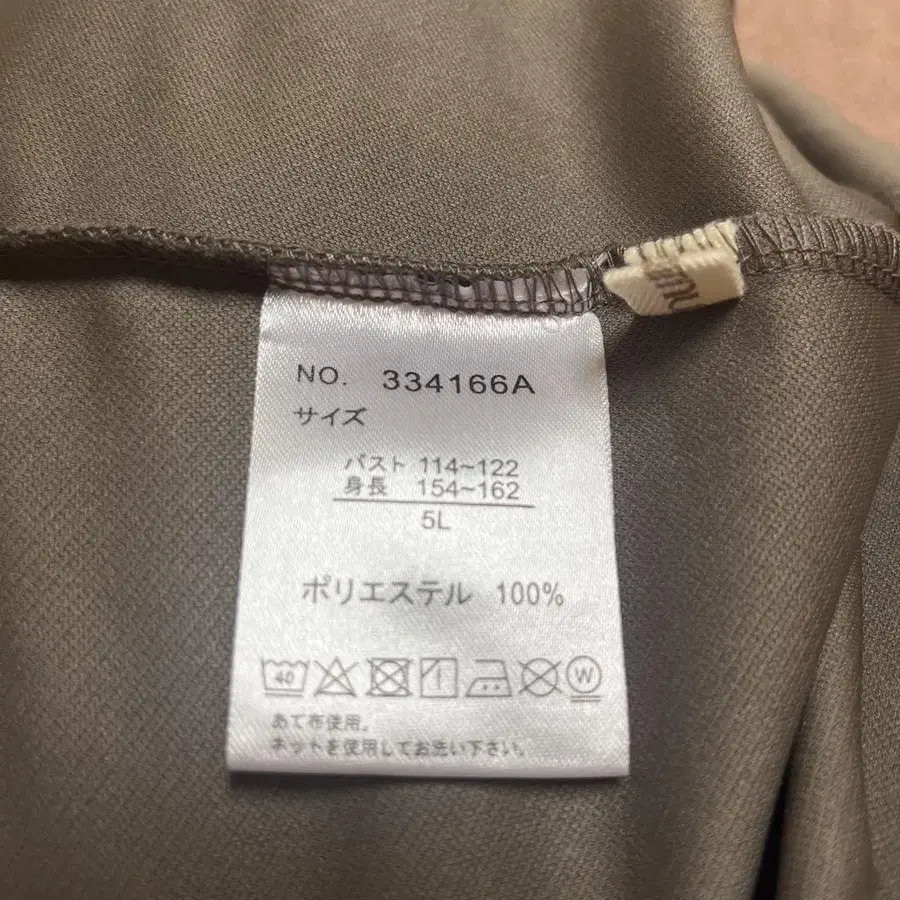 NO. 334166A
サイズ
バスト 114~122
身長 154~162
5L
ポリエステル 100%
40
W
あて布使用。
ネットを使用してお洗い下さい。